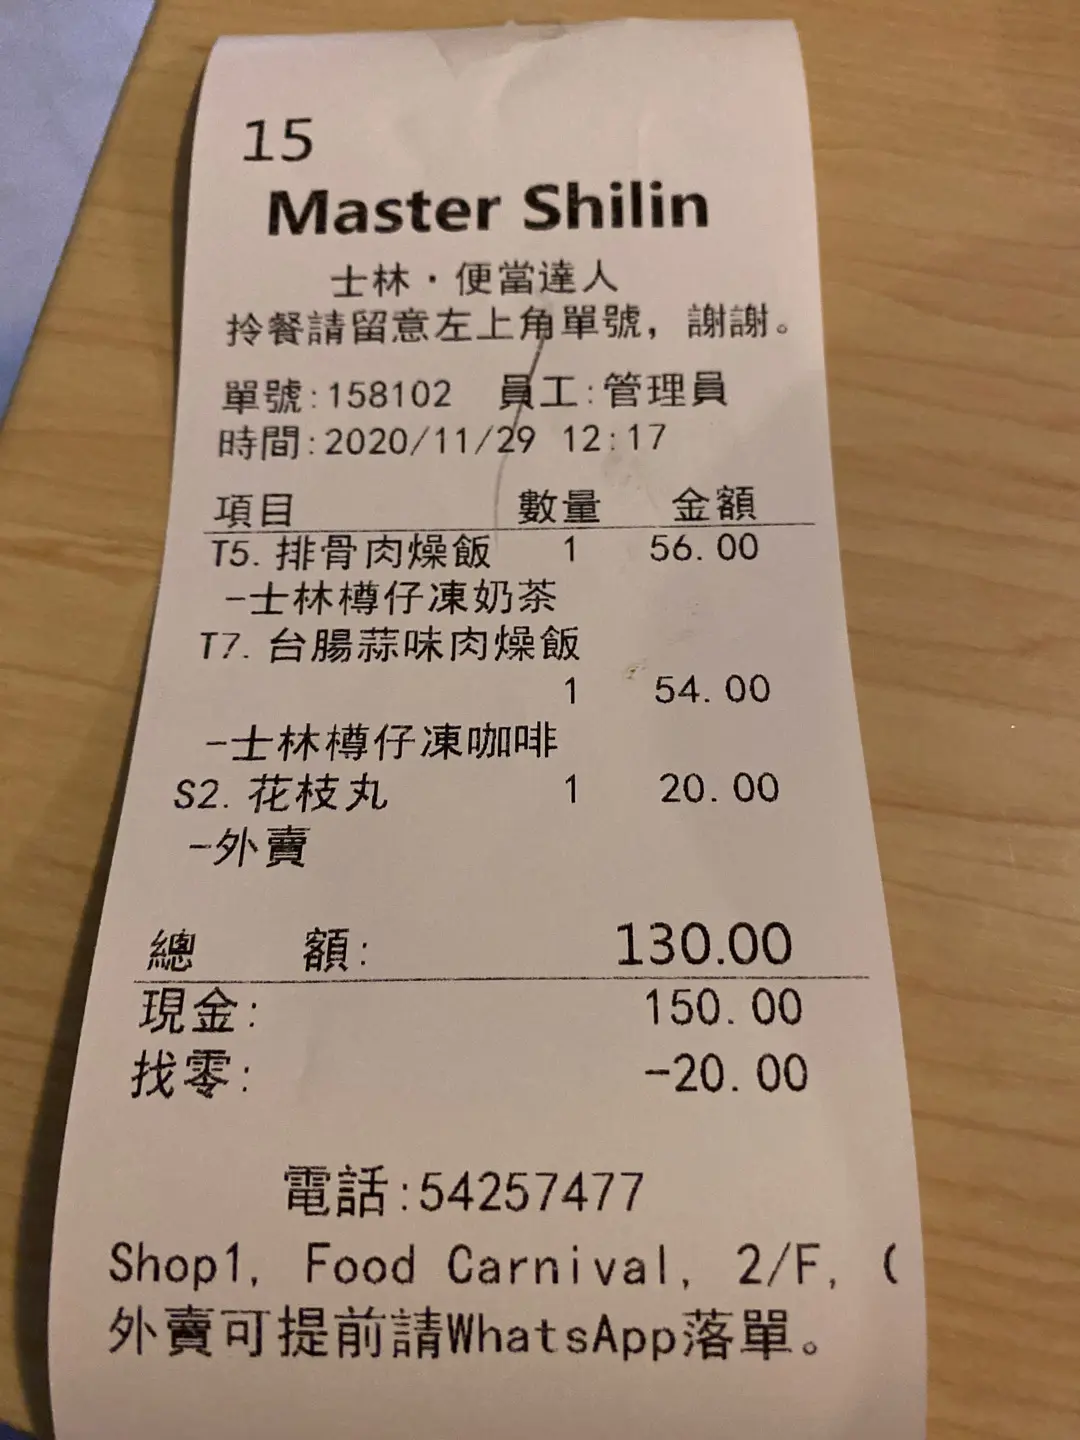 15
Master Shilin
士林·便當達人
拎餐請留意左上角單號，謝謝。
單號:158102 員工:管理員
時間:2020/11/29 12:17
項目 數量 金額
T5. 排骨肉燥飯 1 56.00
-士林樽仔凍奶茶
T7. 台腸蒜味肉燥飯
1 54.00
-士林樽仔凍咖啡
S2. 花枝丸 1 20.00
-外賣
總 額: 130.00
現金: 150.00
找零: -20.00
電話:54257477
Shop1, Food Carnival, 2/F, (
外賣可提前請WhatsApp落單。